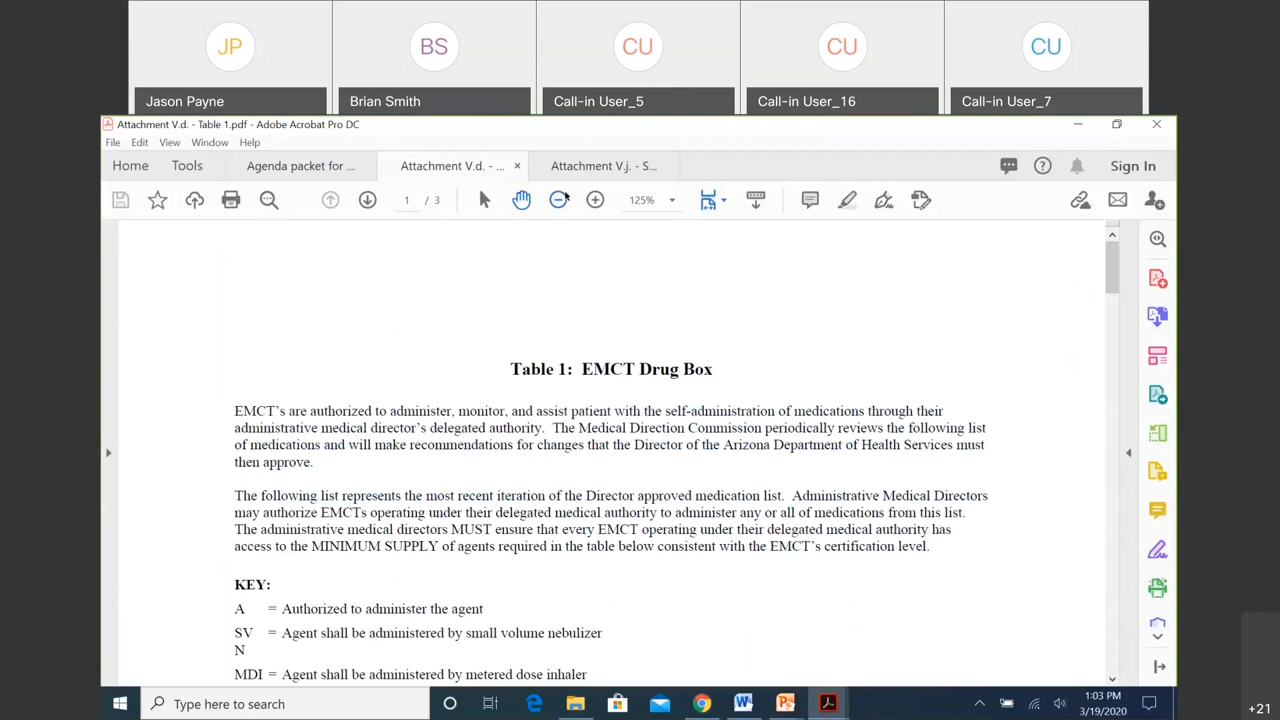 JP
BS
CU
CU
CU
Jason Payne
Brian Smith
Call-in User_5
Call-in User_16
Call-in User_7
Attachment V.d. - Table 1.pdf - Adobe Acrobat Pro DC
File Edit View Window Help
Home Tools Agenda packet for ... Attachment V.d. - ... × Attachment V.j. - S... Sign In
1 / 3 125%
Table 1: EMCT Drug Box
EMCT's are authorized to administer, monitor, and assist patient with the self-administration of medications through their
administrative medical director's delegated authority. The Medical Direction Commission periodically reviews the following list
of medications and will make recommendations for changes that the Director of the Arizona Department of Health Services must
then approve.
The following list represents the most recent iteration of the Director approved medication list. Administrative Medical Directors
may authorize EMCTs operating under their delegated medical authority to administer any or all of medications from this list.
The administrative medical directors MUST ensure that every EMCT operating under their delegated medical authority has
access to the MINIMUM SUPPLY of agents required in the table below consistent with the EMCT's certification level.
KEY:
A = Authorized to administer the agent
SV = Agent shall be administered by small volume nebulizer
N
MDI = Agent shall be administered by metered dose inhaler
Type here to search
1:03 PM
3/19/2020
+21